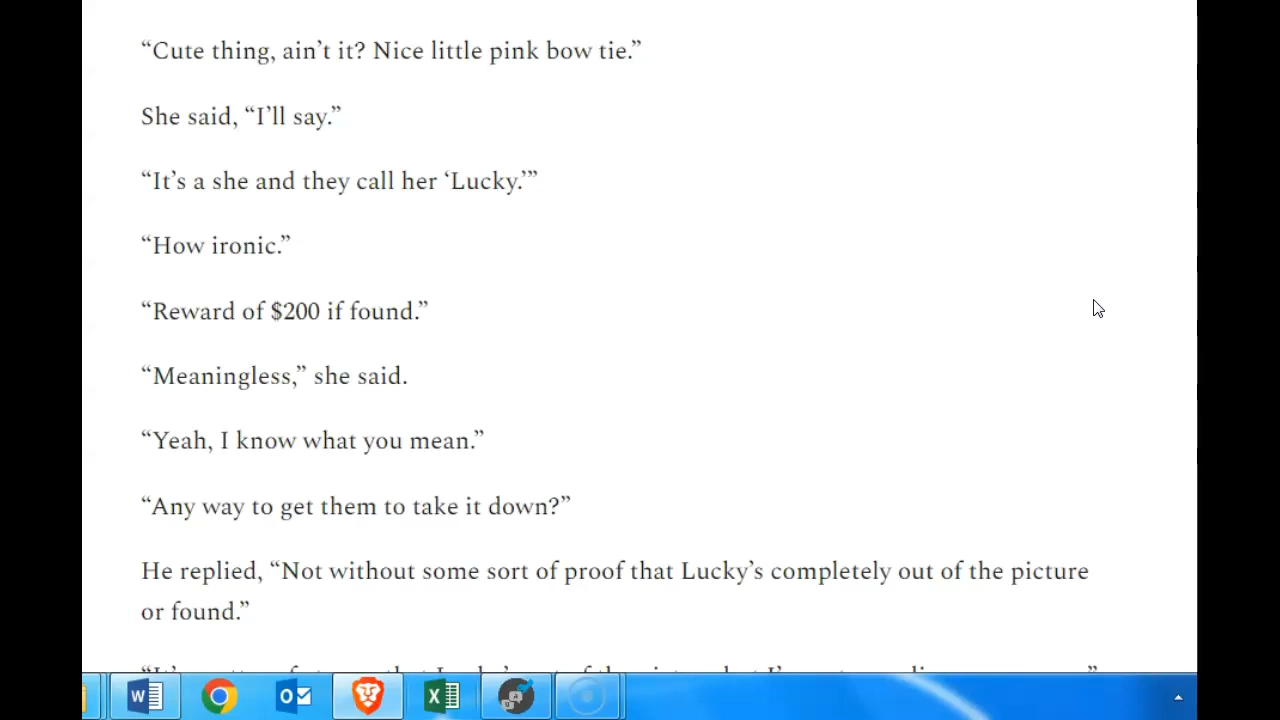 “Cute thing, ain’t it? Nice little pink bow tie.”
She said, “I’ll say.”
“It’s a she and they call her ‘Lucky.’”
“How ironic.”
“Reward of $200 if found.”
“Meaningless,” she said.
“Yeah, I know what you mean.”
“Any way to get them to take it down?”
He replied, “Not without some sort of proof that Lucky’s completely out of the picture
or found.”